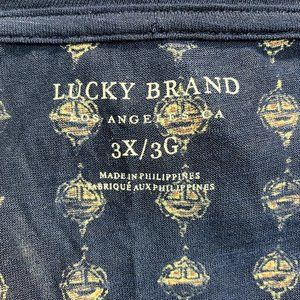 LUCKY BRAND
LOS ANGELES, CA
3X/3G
MADE IN PHILIPPINES
FABRIQUÉ AUX PHILIPPINES